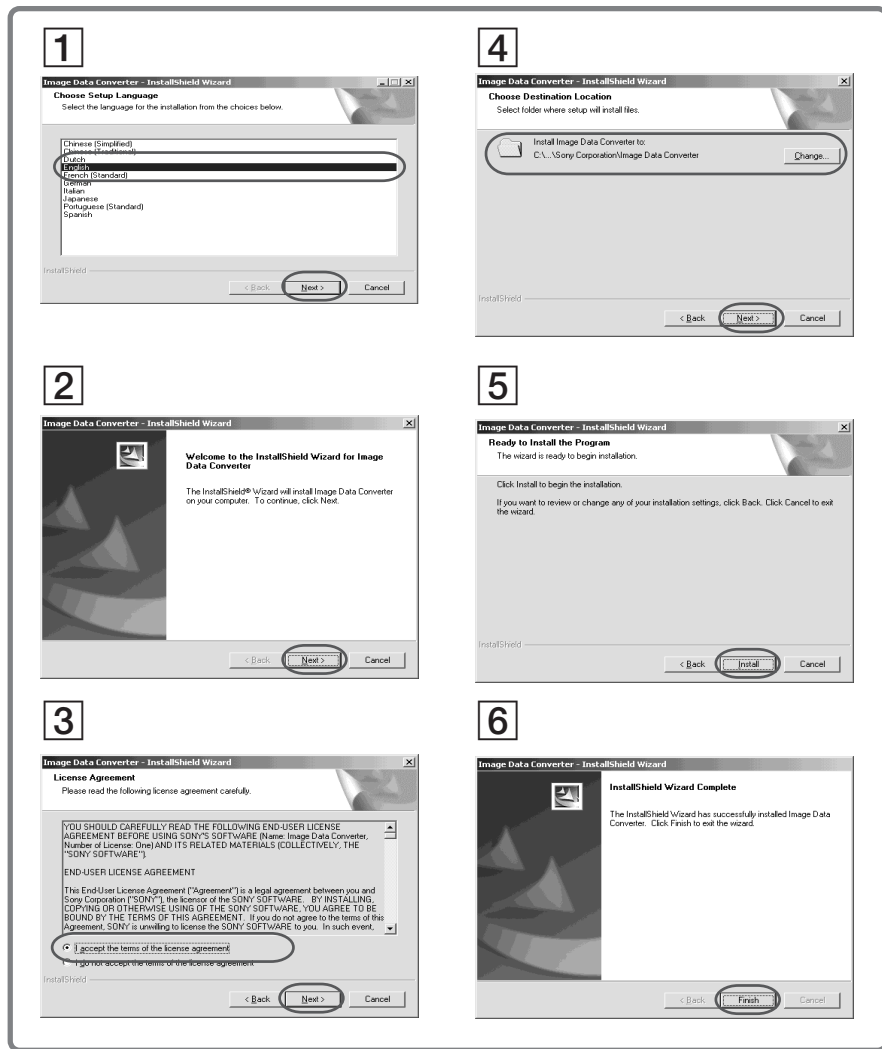 1
Image Data Converter - InstallShield Wizard
Choose Setup Language
Select the language for the installation from the choices below.
Chinese (Simplified)
Chinese (Traditional)
Dutch
English
French (Standard)
German
Italian
Japanese
Portuguese (Standard)
Spanish
InstallShield
< Back Next > Cancel
2
Image Data Converter - InstallShield Wizard
Welcome to the InstallShield Wizard for Image
Data Converter
The InstallShield® Wizard will install Image Data Converter
on your computer. To continue, click Next.
< Back Next > Cancel
3
Image Data Converter - InstallShield Wizard
License Agreement
Please read the following license agreement carefully.
YOU SHOULD CAREFULLY READ THE FOLLOWING END-USER LICENSE
AGREEMENT BEFORE USING SONY'S SOFTWARE (Name: Image Data Converter,
Number of License: One) AND ITS RELATED MATERIALS (COLLECTIVELY, THE
"SONY SOFTWARE").
END-USER LICENSE AGREEMENT
This End-User License Agreement ("Agreement") is a legal agreement between you and
Sony Corporation ("SONY"), the licensor of the SONY SOFTWARE. BY INSTALLING,
COPYING OR OTHERWISE USING OF THE SONY SOFTWARE, YOU AGREE TO BE
BOUND BY THE TERMS OF THIS AGREEMENT. If you do not agree to the terms of this
Agreement, SONY is unwilling to license the SONY SOFTWARE to you. In such event,
I accept the terms of the license agreement
I do not accept the terms of the license agreement
InstallShield
< Back Next > Cancel
4
Image Data Converter - InstallShield Wizard
Choose Destination Location
Select folder where setup will install files.
Install Image Data Converter to:
C:\...\Sony Corporation\Image Data Converter
Change...
InstallShield
< Back Next > Cancel
5
Image Data Converter - InstallShield Wizard
Ready to Install the Program
The wizard is ready to begin installation.
Click Install to begin the installation.
If you want to review or change any of your installation settings, click Back. Click Cancel to exit
the wizard.
InstallShield
< Back Install Cancel
6
Image Data Converter - InstallShield Wizard
InstallShield Wizard Complete
The InstallShield Wizard has successfully installed Image Data
Converter. Click Finish to exit the wizard.
< Back Finish Cancel